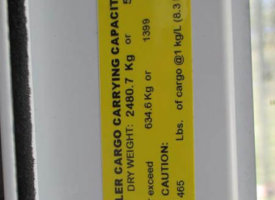 LER CARGO CARRYING CAPACIT
DRY WEIGHT: 2480.7 Kg or 5
exceed 634.6 Kg or 1399
CAUTION:
465 Lbs. of cargo @1 kg/L (8.3